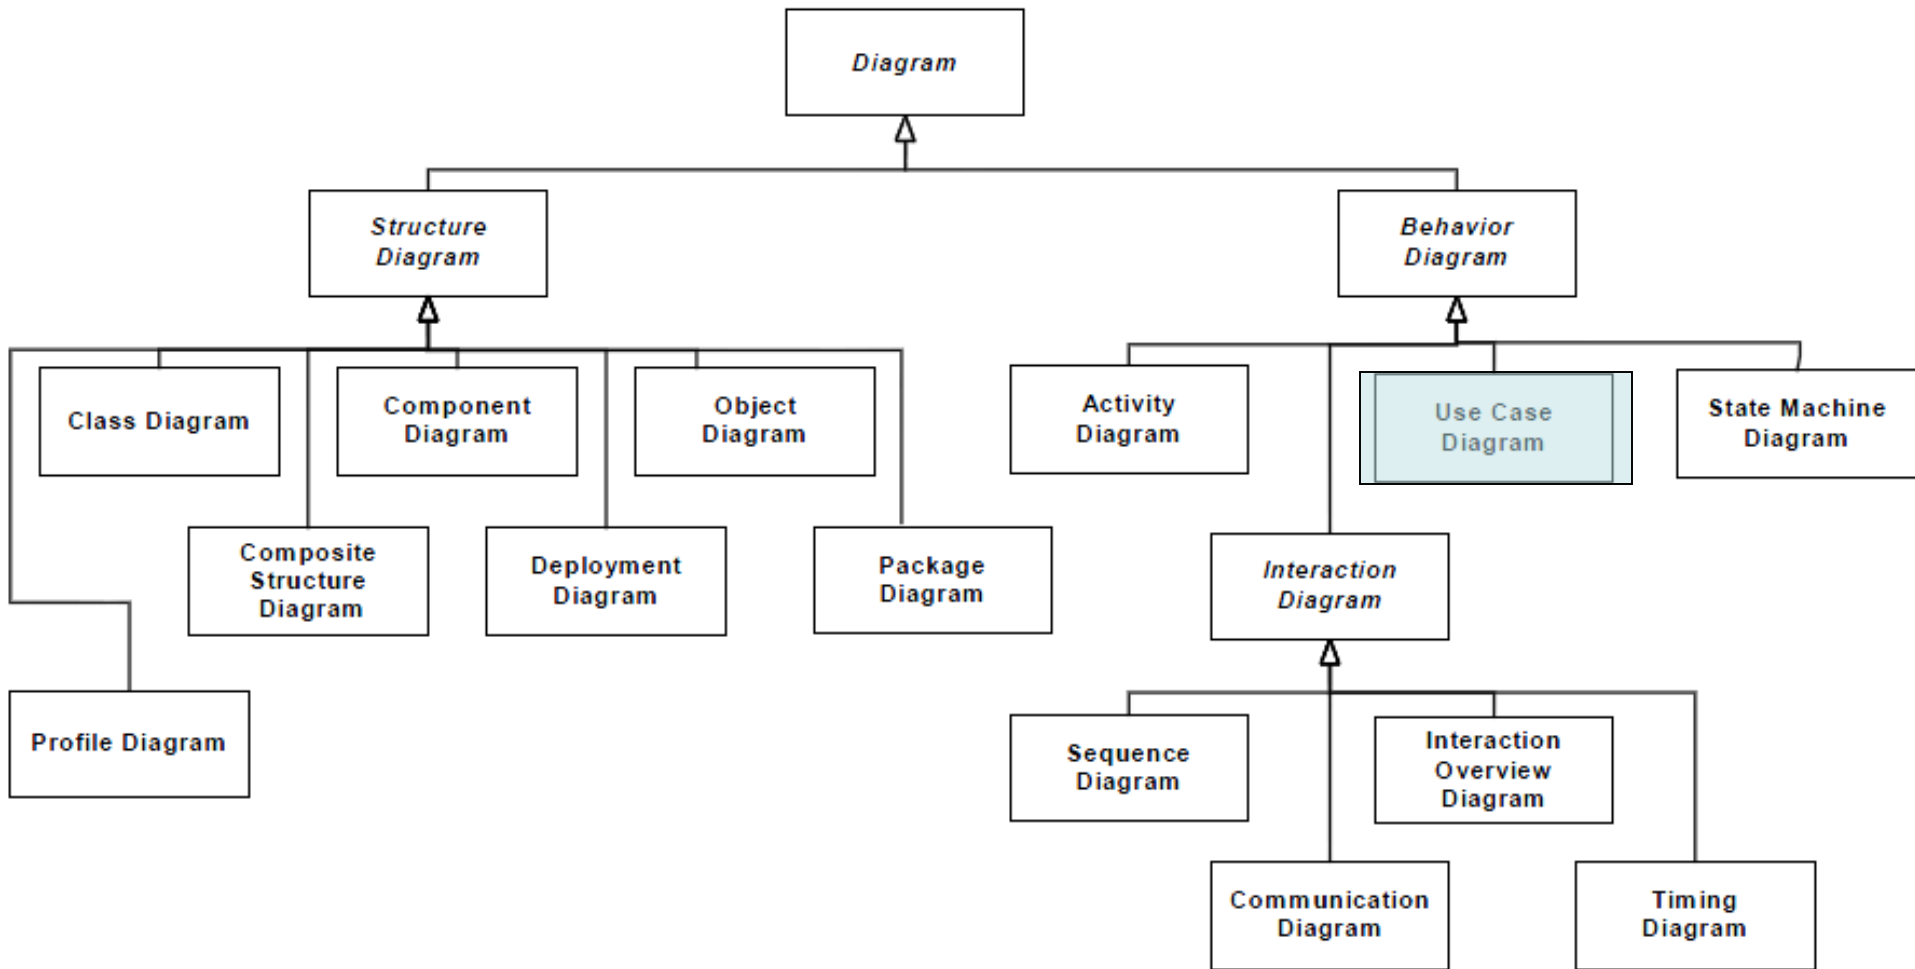 Diagram
Structure
Diagram
Behavior
Diagram
Class Diagram
Component
Diagram
Object
Diagram
Activity
Diagram
Use Case
Diagram
State Machine
Diagram
Composite
Structure
Diagram
Deployment
Diagram
Package
Diagram
Interaction
Diagram
Profile Diagram
Sequence
Diagram
Interaction
Overview
Diagram
Communication
Diagram
Timing
Diagram